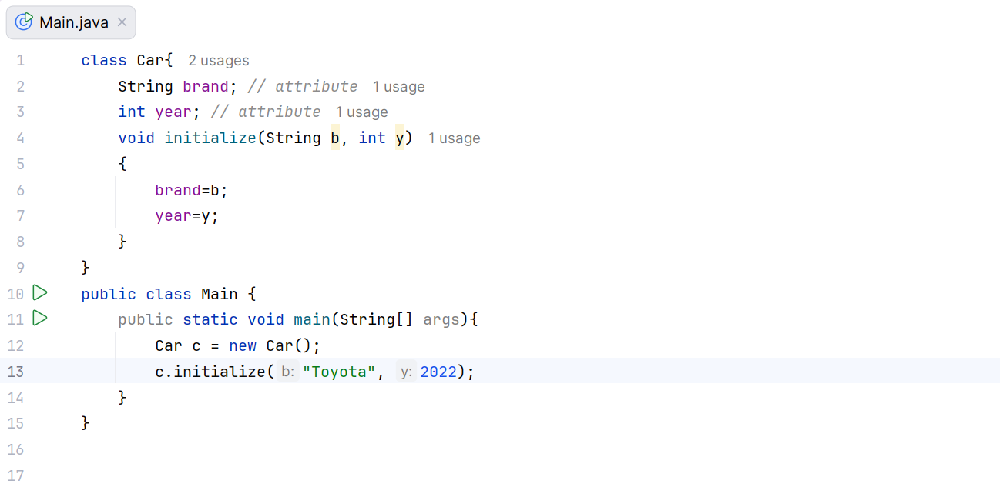 Main.java
1 class Car{ 2 usages
2 String brand; // attribute 1 usage
3 int year; // attribute 1 usage
4 void initialize(String b, int y) 1 usage
5 {
6 brand=b;
7 year=y;
8 }
9 }
10 public class Main {
11 public static void main(String[] args){
12 Car c = new Car();
13 c.initialize( b: "Toyota", y: 2022);
14 }
15 }
16
17